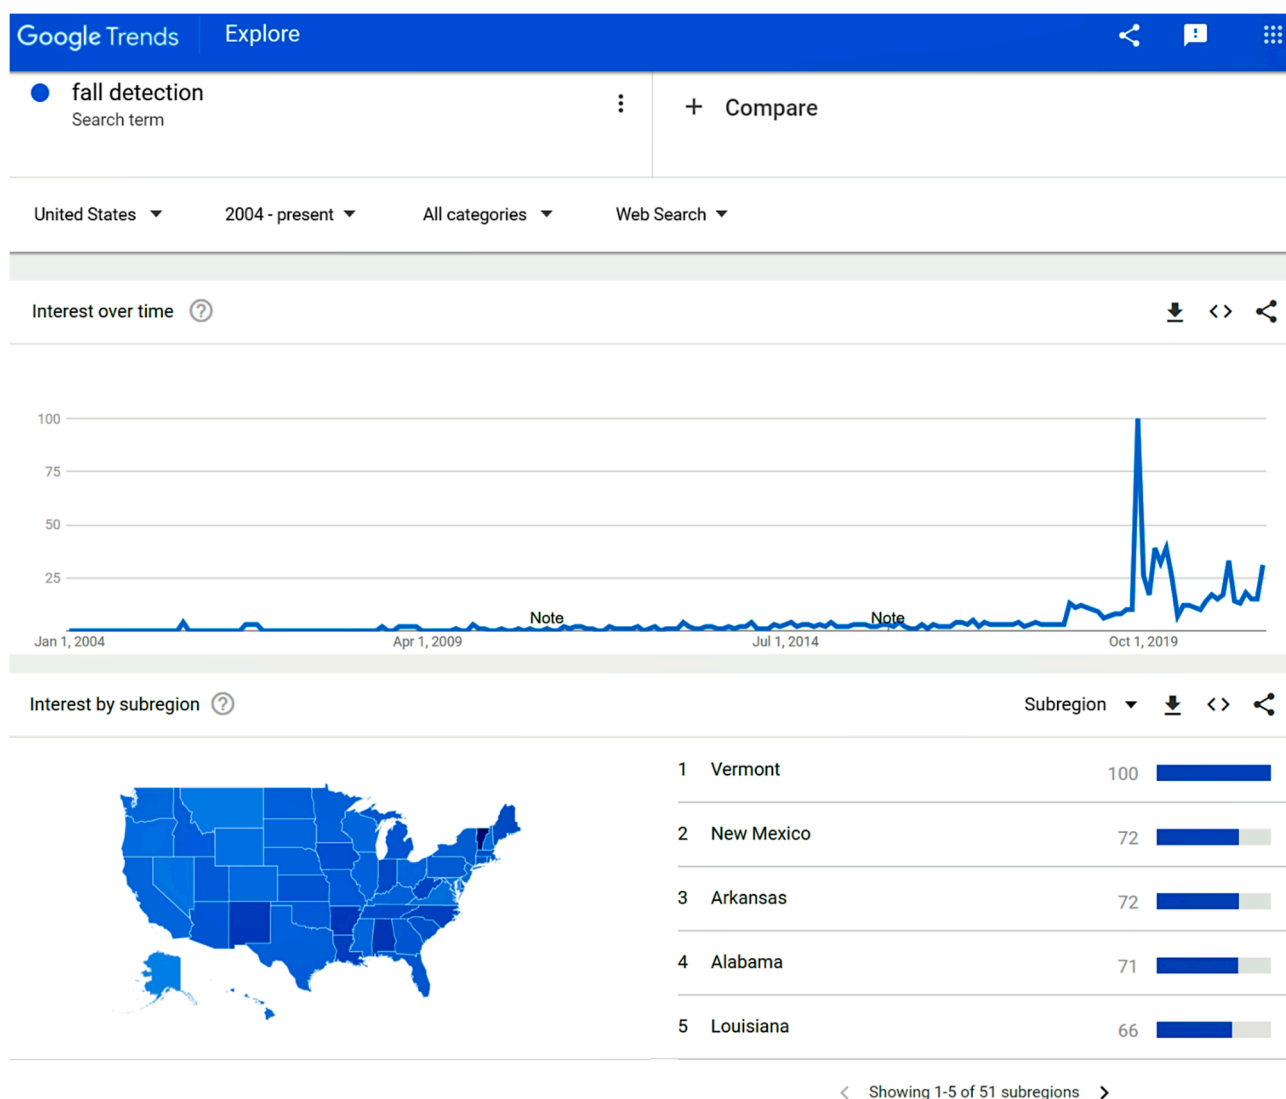 Google Trends Explore
fall detection
Search term
+ Compare
United States 2004 - present All categories Web Search
Interest over time ?
100
75
50
25
Note Note
Jan 1, 2004 Apr 1, 2009 Jul 1, 2014 Oct 1, 2019
Interest by subregion ? Subregion
1 Vermont 100
2 New Mexico 72
3 Arkansas 72
4 Alabama 71
5 Louisiana 66
Showing 1-5 of 51 subregions